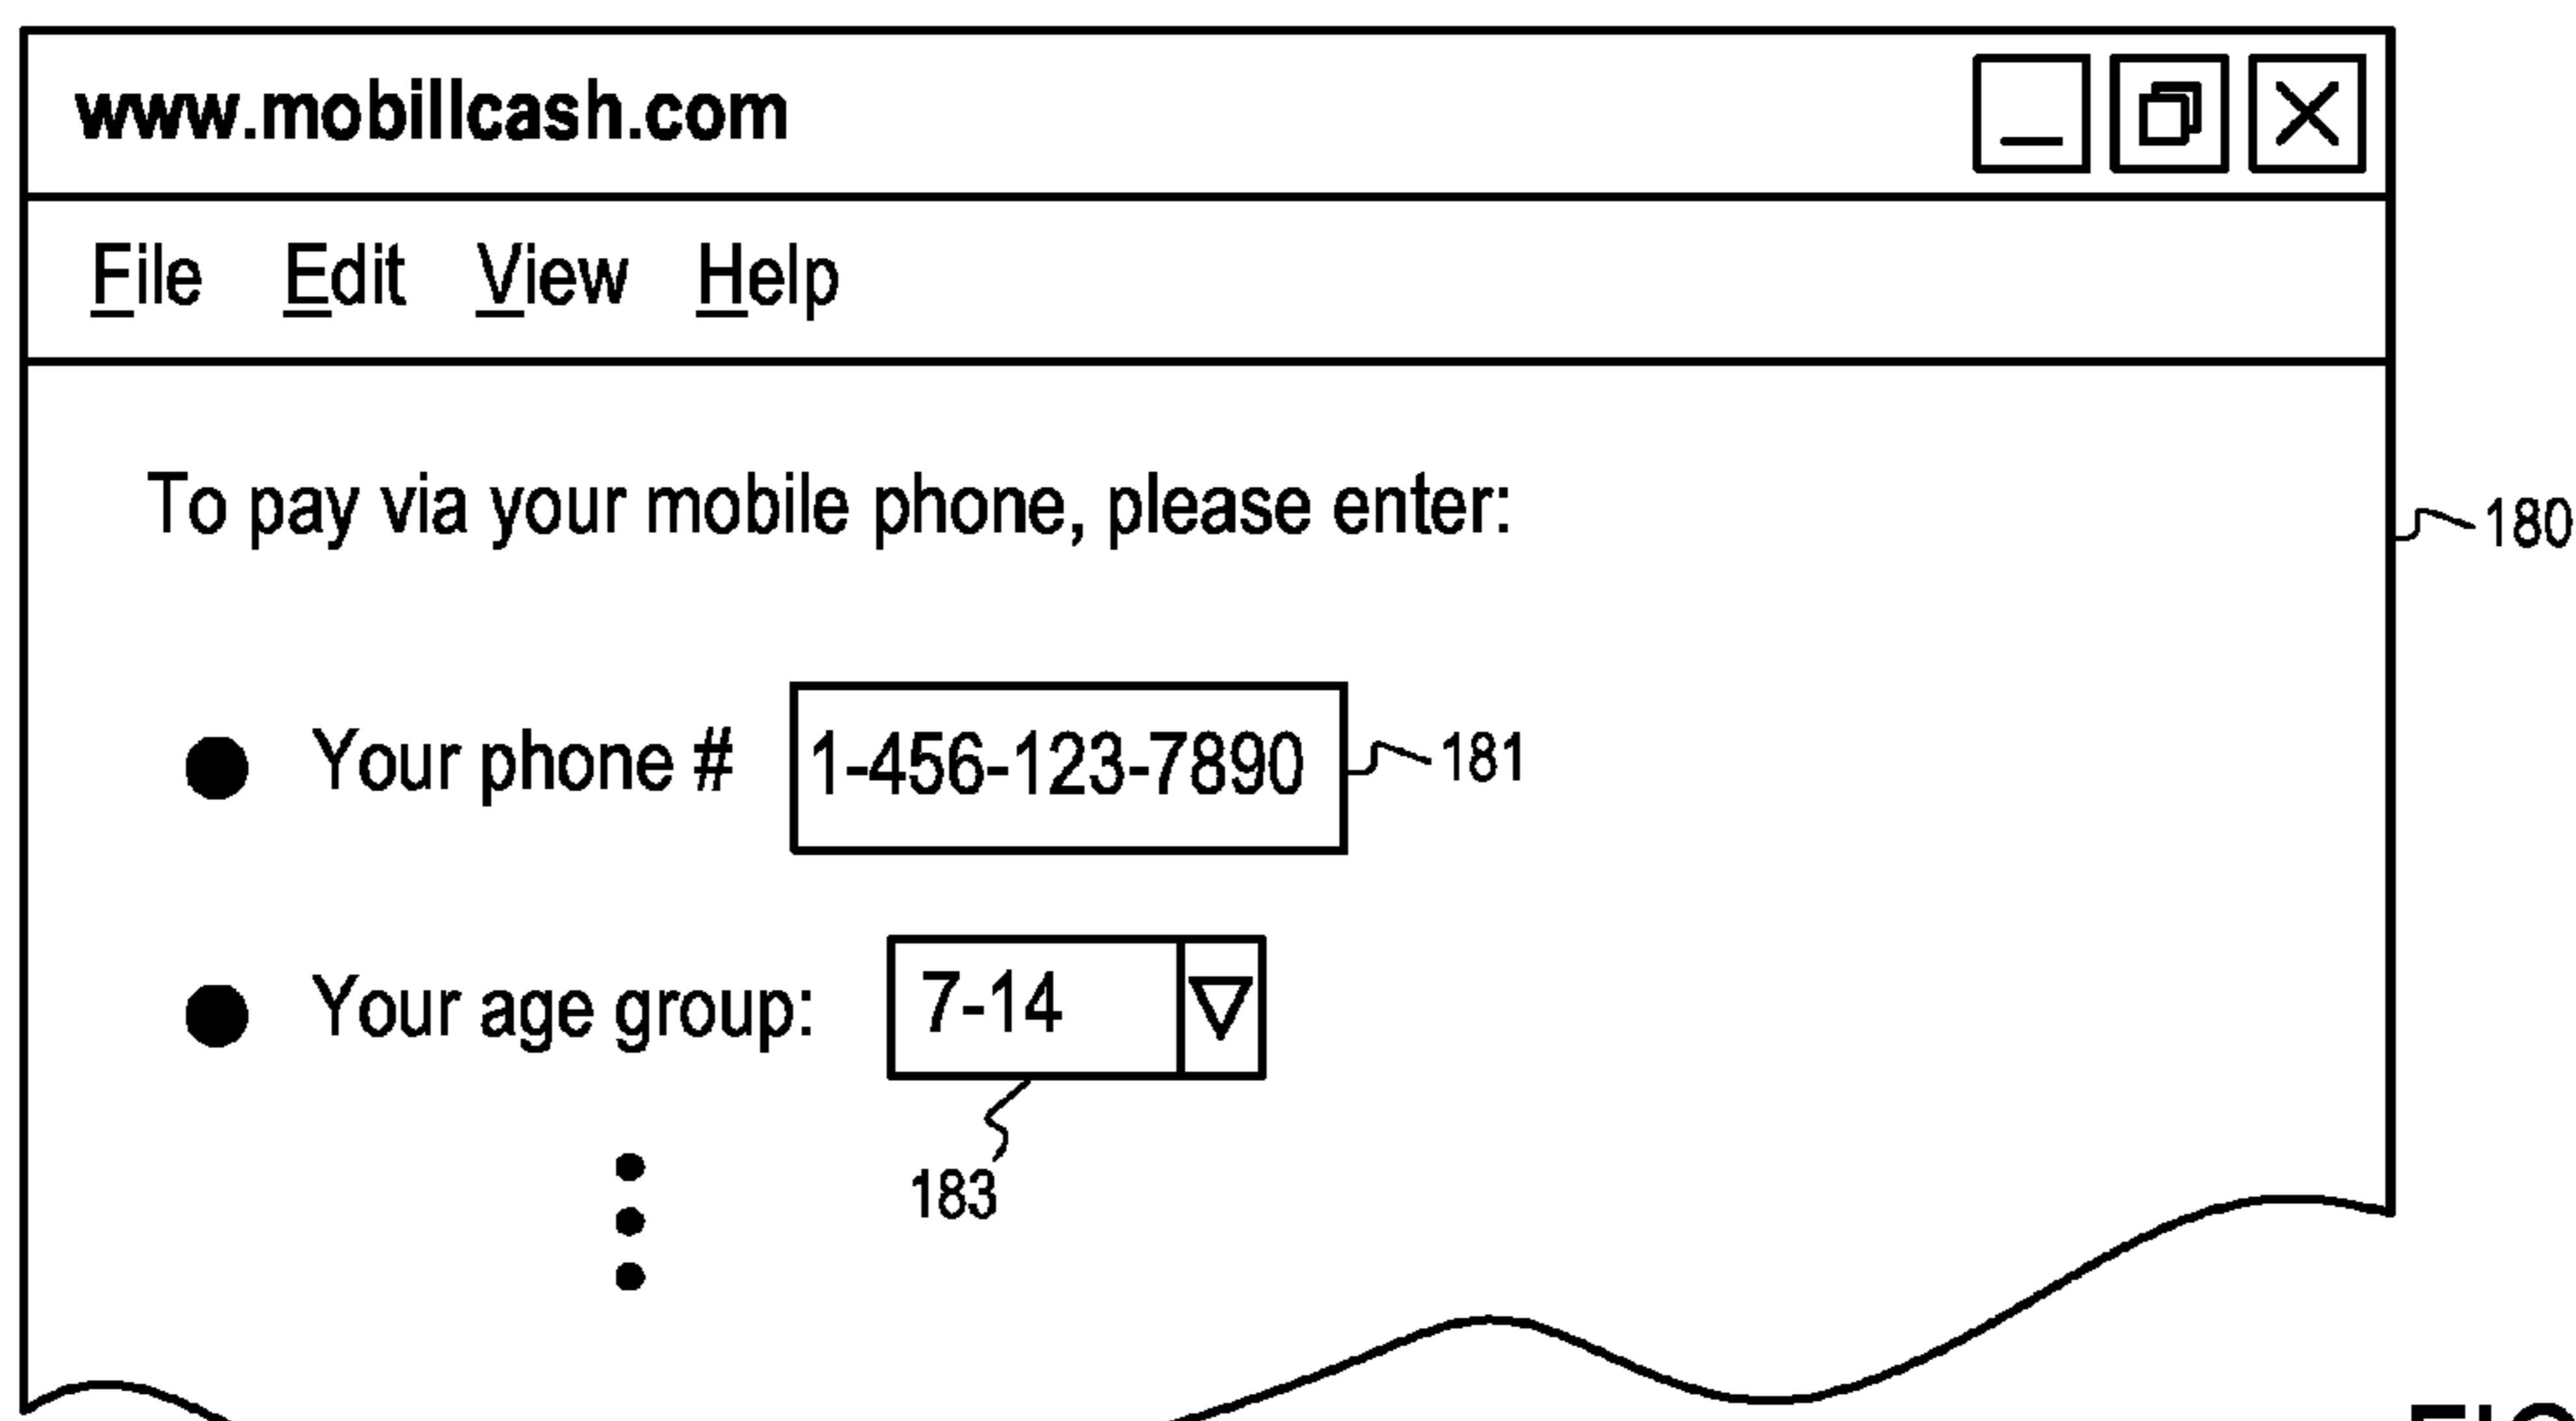 www.mobillcash.com
File Edit View Help
To pay via your mobile phone, please enter:
180
● Your phone # 1-456-123-7890 181
● Your age group: 7-14
183